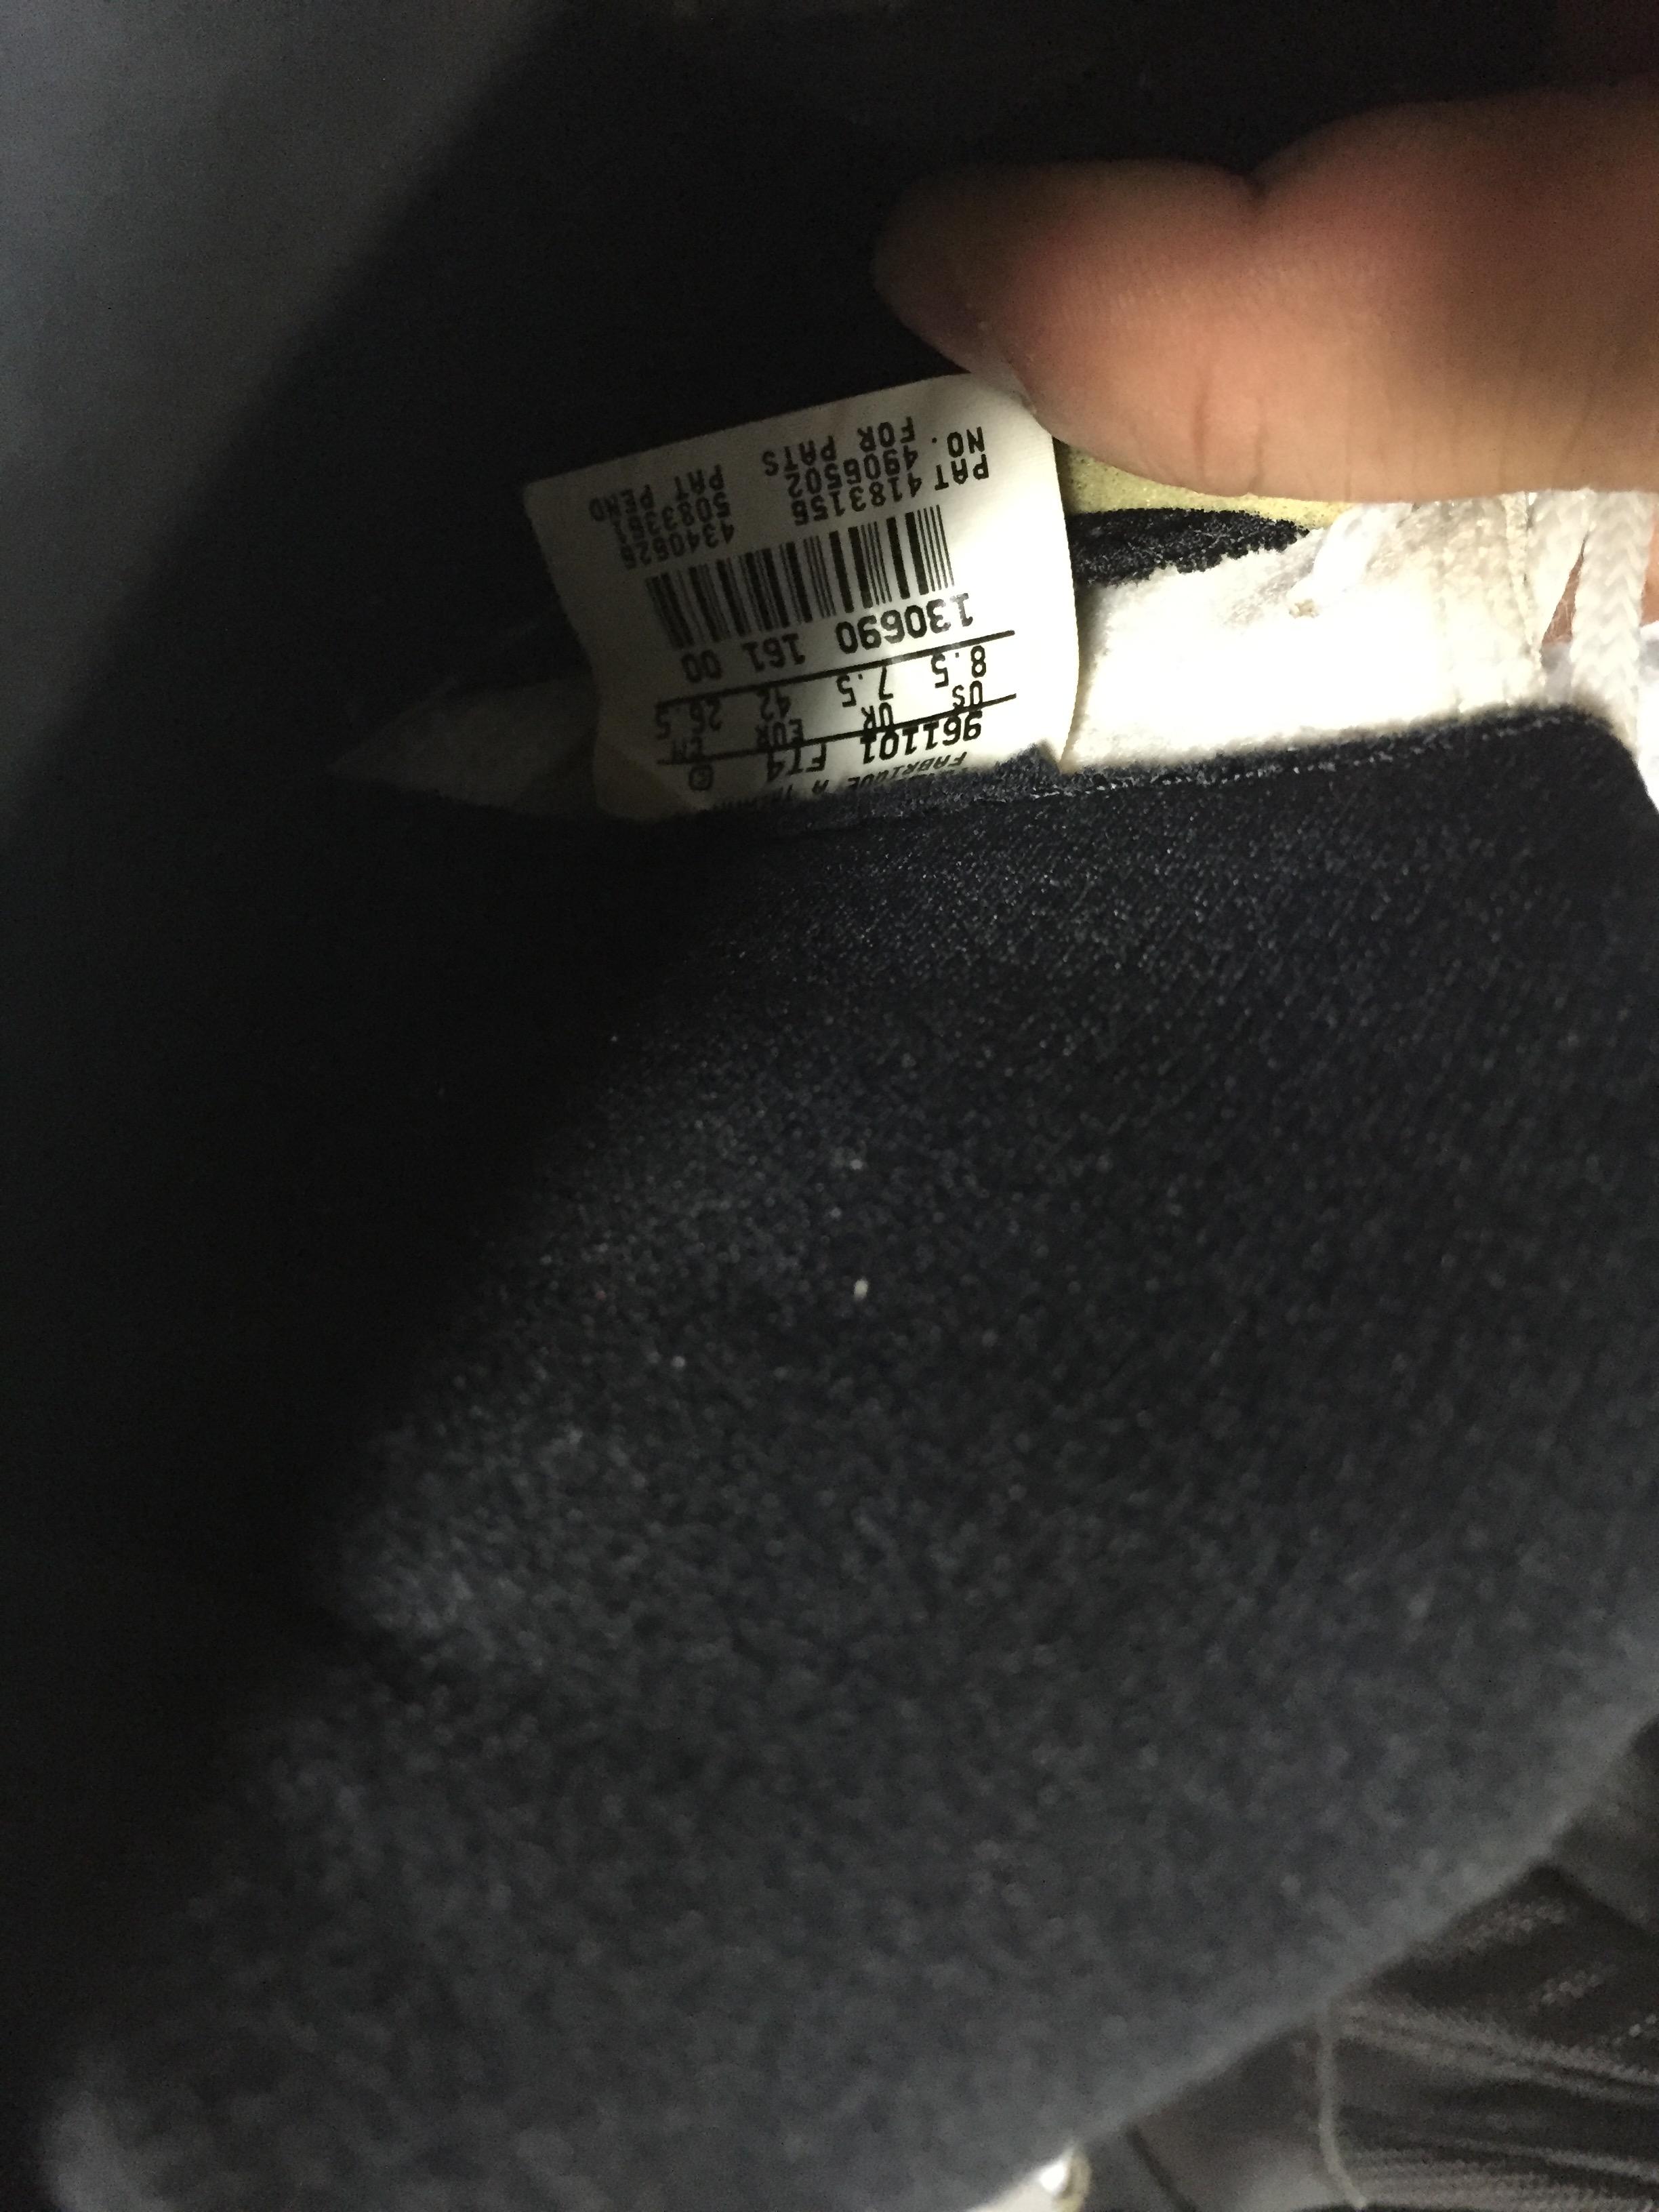 FABRIQUE A
961101 FT4 ©
US UK EUR CM
8.5 7.5 42 26.5
130690 161 00
PAT 4183156 4340626
NO. 4906502 5083361
FOR PATS PAT PEND